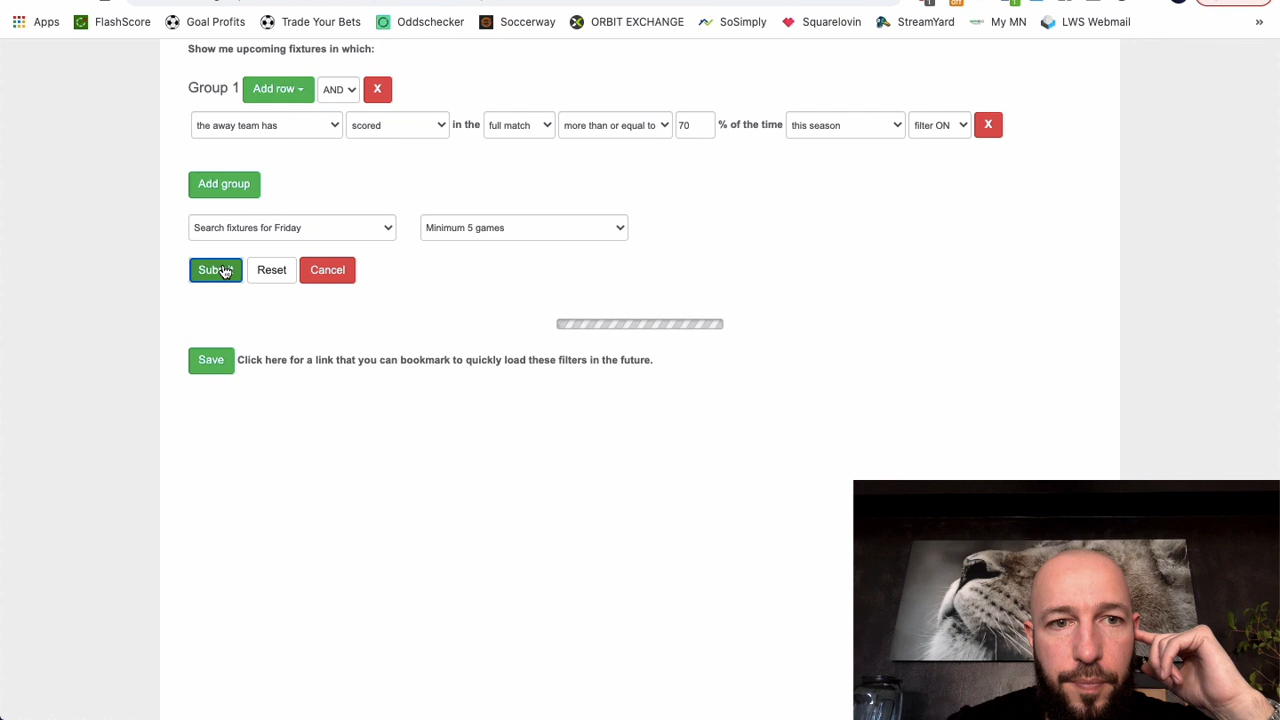 Apps FlashScore Goal Profits Trade Your Bets Oddschecker Soccerway ORBIT EXCHANGE SoSimply Squarelovin StreamYard My MN LWS Webmail »
Show me upcoming fixtures in which:
Group 1 Add row AND X
the away team has scored in the full match more than or equal to 70 % of the time this season filter ON X
Add group
Search fixtures for Friday Minimum 5 games
Submit Reset Cancel
Save Click here for a link that you can bookmark to quickly load these filters in the future.